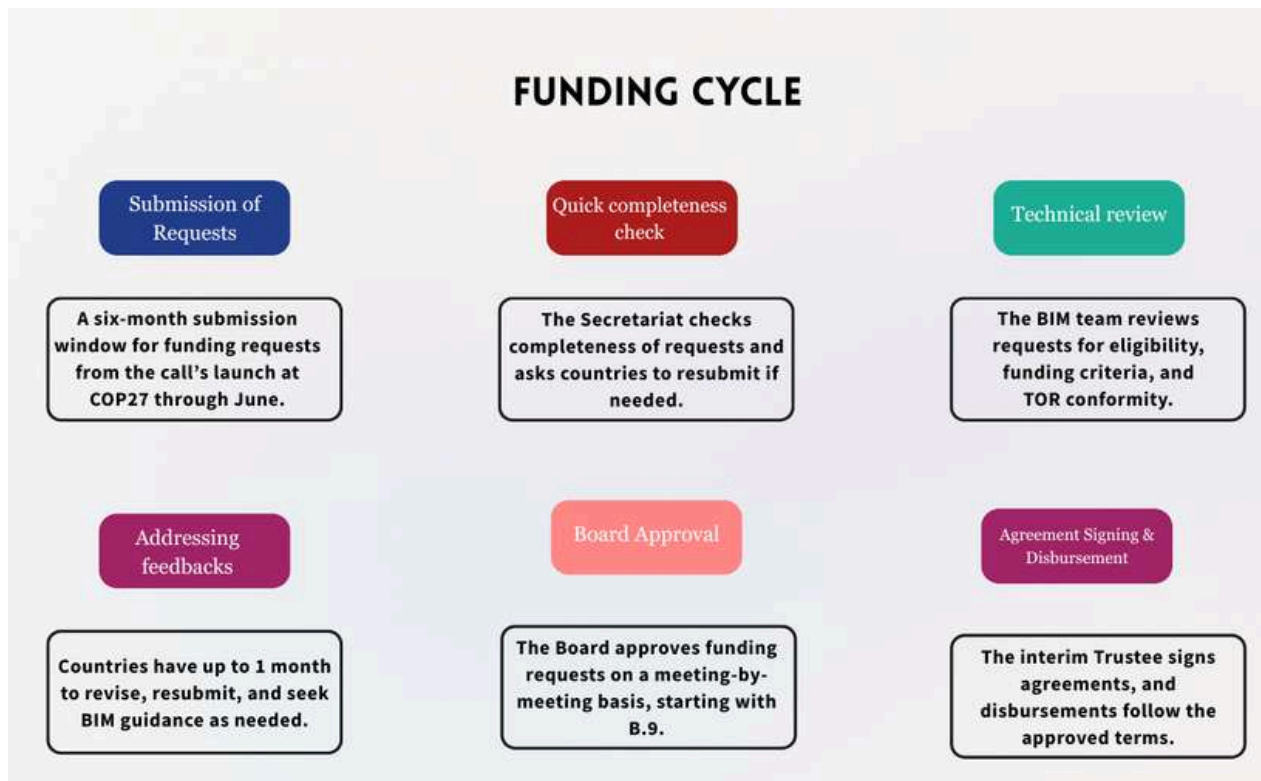 FUNDING CYCLE
Submission of
Requests
A six-month submission
window for funding requests
from the call's launch at
COP27 through June.
Quick completeness
check
The Secretariat checks
completeness of requests and
asks countries to resubmit if
needed.
Technical review
The BIM team reviews
requests for eligibility,
funding criteria, and
TOR conformity.
Addressing
feedbacks
Countries have up to 1 month
to revise, resubmit, and seek
BIM guidance as needed.
Board Approval
The Board approves funding
requests on a meeting-by-
meeting basis, starting with
B.9.
Agreement Signing &
Disbursement
The interim Trustee signs
agreements, and
disbursements follow the
approved terms.